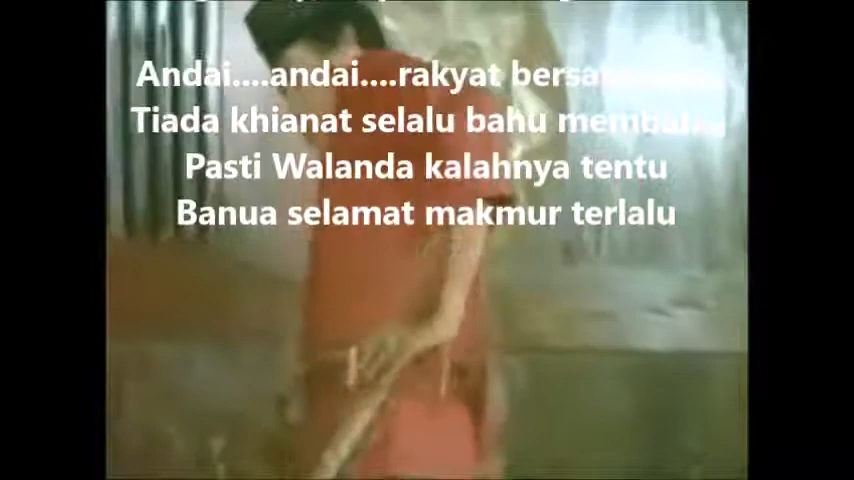 Andai....andai....rakyat
Tiada khianat selalu bahu
Pasti Walanda kalahnya tentu
Banua selamat makmur terlalu